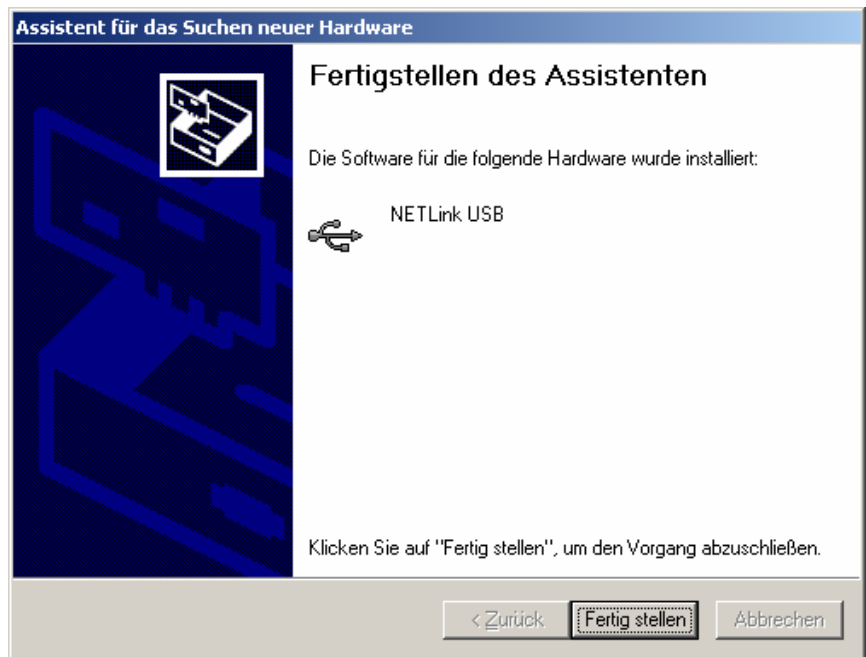 Assistent für das Suchen neuer Hardware
Fertigstellen des Assistenten
Die Software für die folgende Hardware wurde installiert:
NETLink USB
Klicken Sie auf "Fertig stellen", um den Vorgang abzuschließen.
< Zurück Fertig stellen Abbrechen